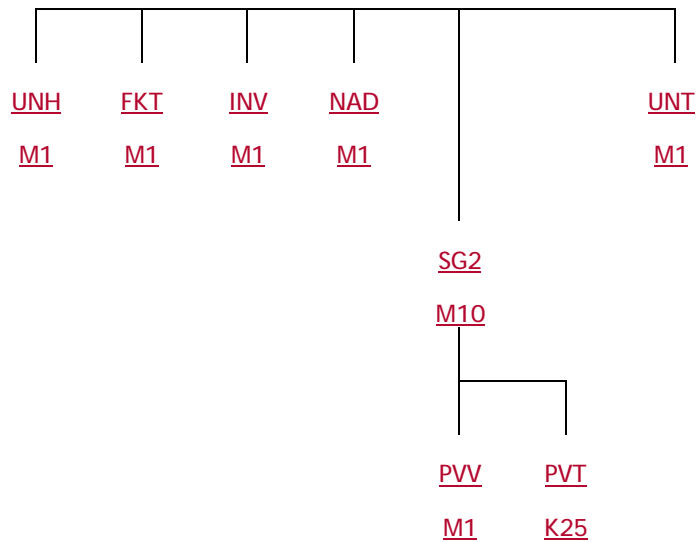 UNH FKT INV NAD UNT
M1 M1 M1 M1 M1
SG2
M10
PVV PVT
M1 K25